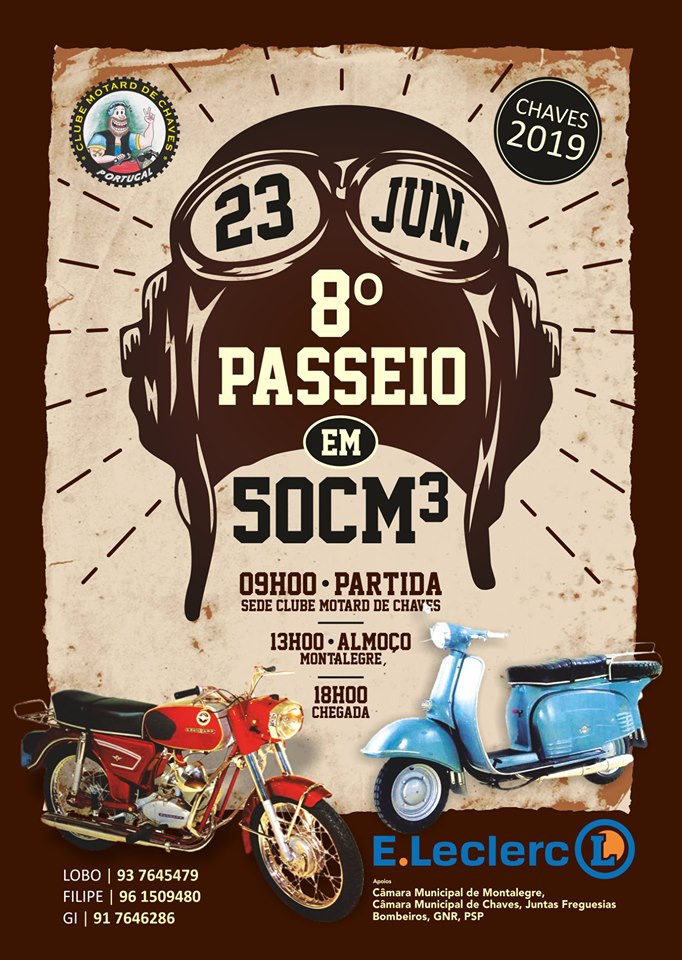 CLUBE MOTARD DE CHAVES
PORTUGAL
CHAVES
2019
23 JUN.
8º
PASSEIO
EM
50CM³
09H00 • PARTIDA
SEDE CLUBE MOTARD DE CHAVES
13H00 • ALMOÇO
MONTALEGRE,
18H00
CHEGADA
E.Leclerc L
LOBO | 93 7645479
FILIPE | 96 1509480
GI | 91 7646286
Apoios
Câmara Municipal de Montalegre,
Câmara Municipal de Chaves, Juntas Freguesias
Bombeiros, GNR, PSP